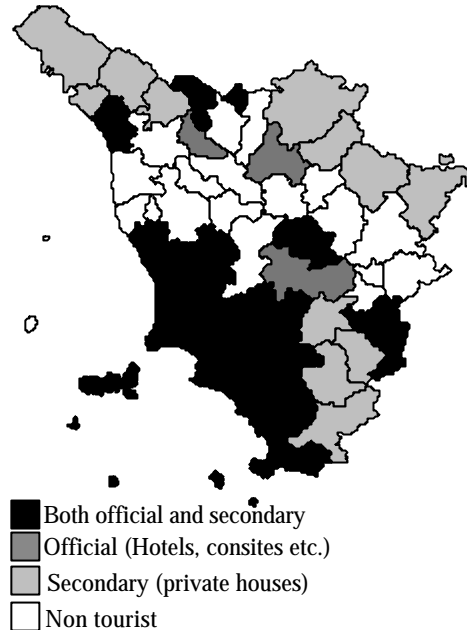 Both official and secondary
Official (Hotels, consites etc.)
Secondary (private houses)
Non tourist